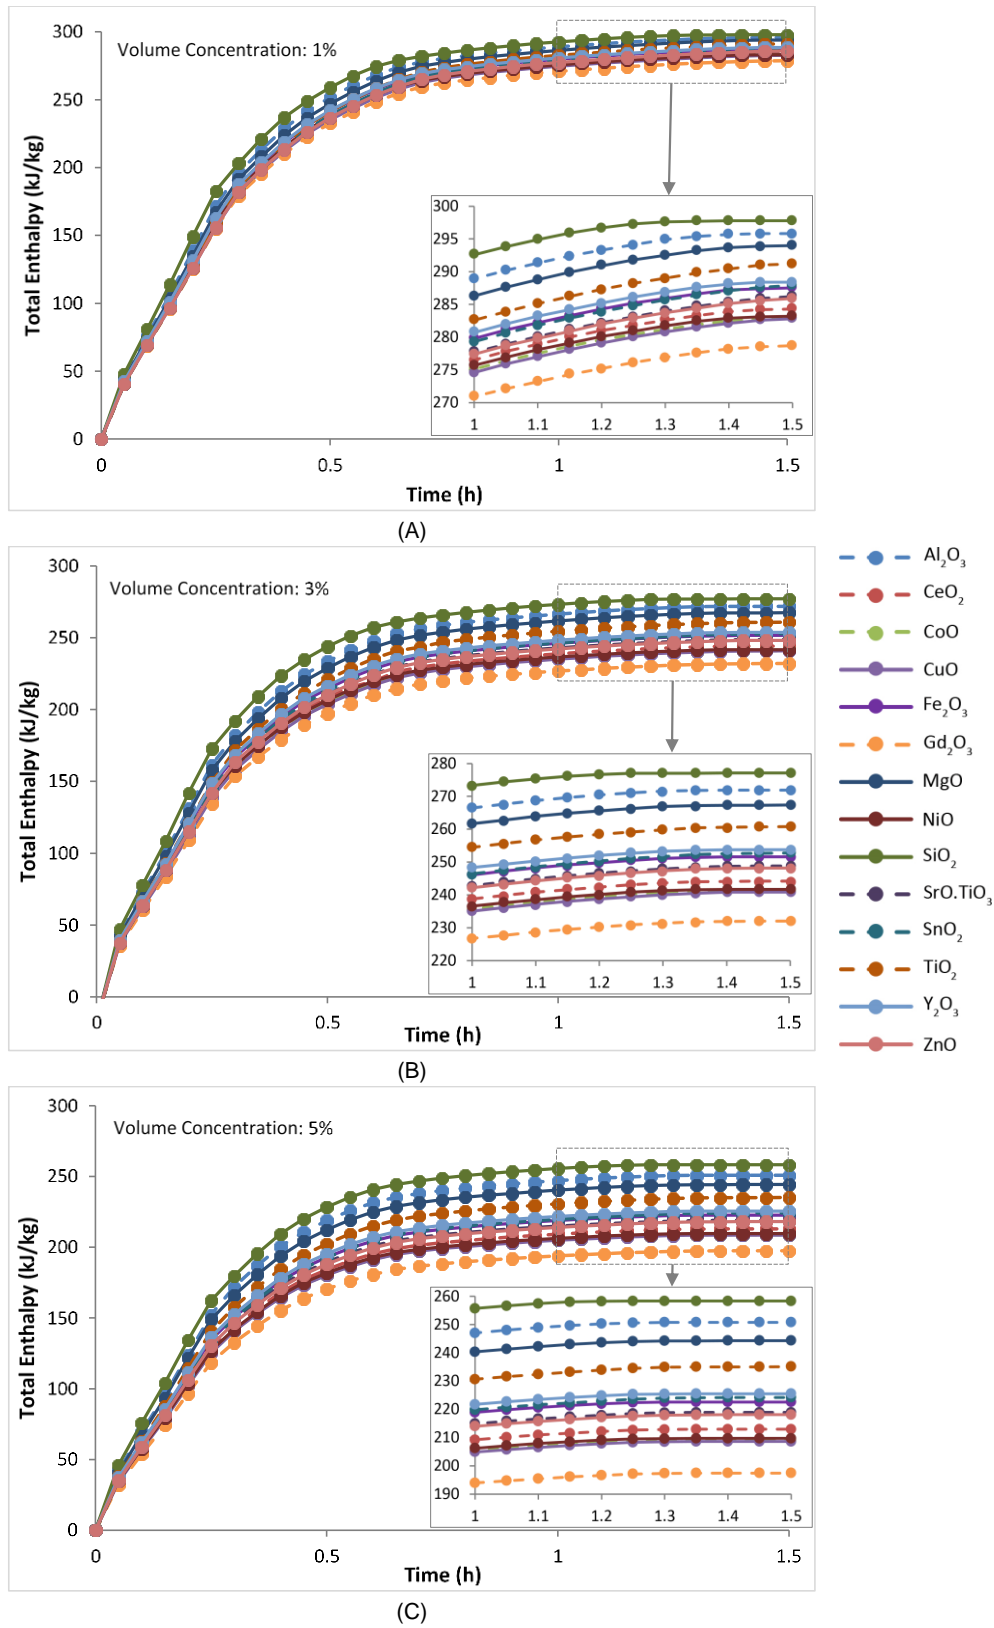 Volume Concentration: 1%
Total Enthalpy (kJ/kg)
300
250
200
150
100
50
0
0
0.5
1
1.5
Time (h)
300
295
290
285
280
275
270
1
1.1
1.2
1.3
1.4
1.5
(A)
Volume Concentration: 3%
Total Enthalpy (kJ/kg)
300
250
200
150
100
50
0
0
0.5
1
1.5
Time (h)
280
270
260
250
240
230
220
1
1.1
1.2
1.3
1.4
1.5
(B)
Al₂O₃
CeO₂
CoO
CuO
Fe₂O₃
Gd₂O₃
MgO
NiO
SiO₂
SrO.TiO₃
SnO₂
TiO₂
Y₂O₃
ZnO
Volume Concentration: 5%
Total Enthalpy (kJ/kg)
300
250
200
150
100
50
0
0
0.5
1
1.5
Time (h)
260
250
240
230
220
210
200
190
1
1.1
1.2
1.3
1.4
1.5
(C)